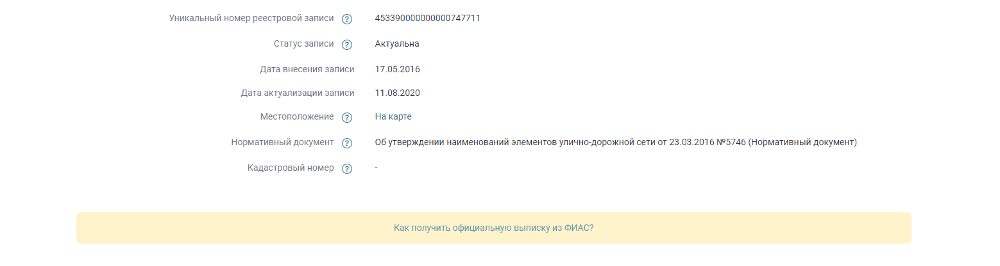 Уникальный номер реестровой записи ? 453390000000000747711
Статус записи ? Актуальна
Дата внесения записи 17.05.2016
Дата актуализации записи 11.08.2020
Местоположение ? На карте
Нормативный документ ? Об утверждении наименований элементов улично-дорожной сети от 23.03.2016 №5746 (Нормативный документ)
Кадастровый номер ? -
Как получить официальную выписку из ФИАС?